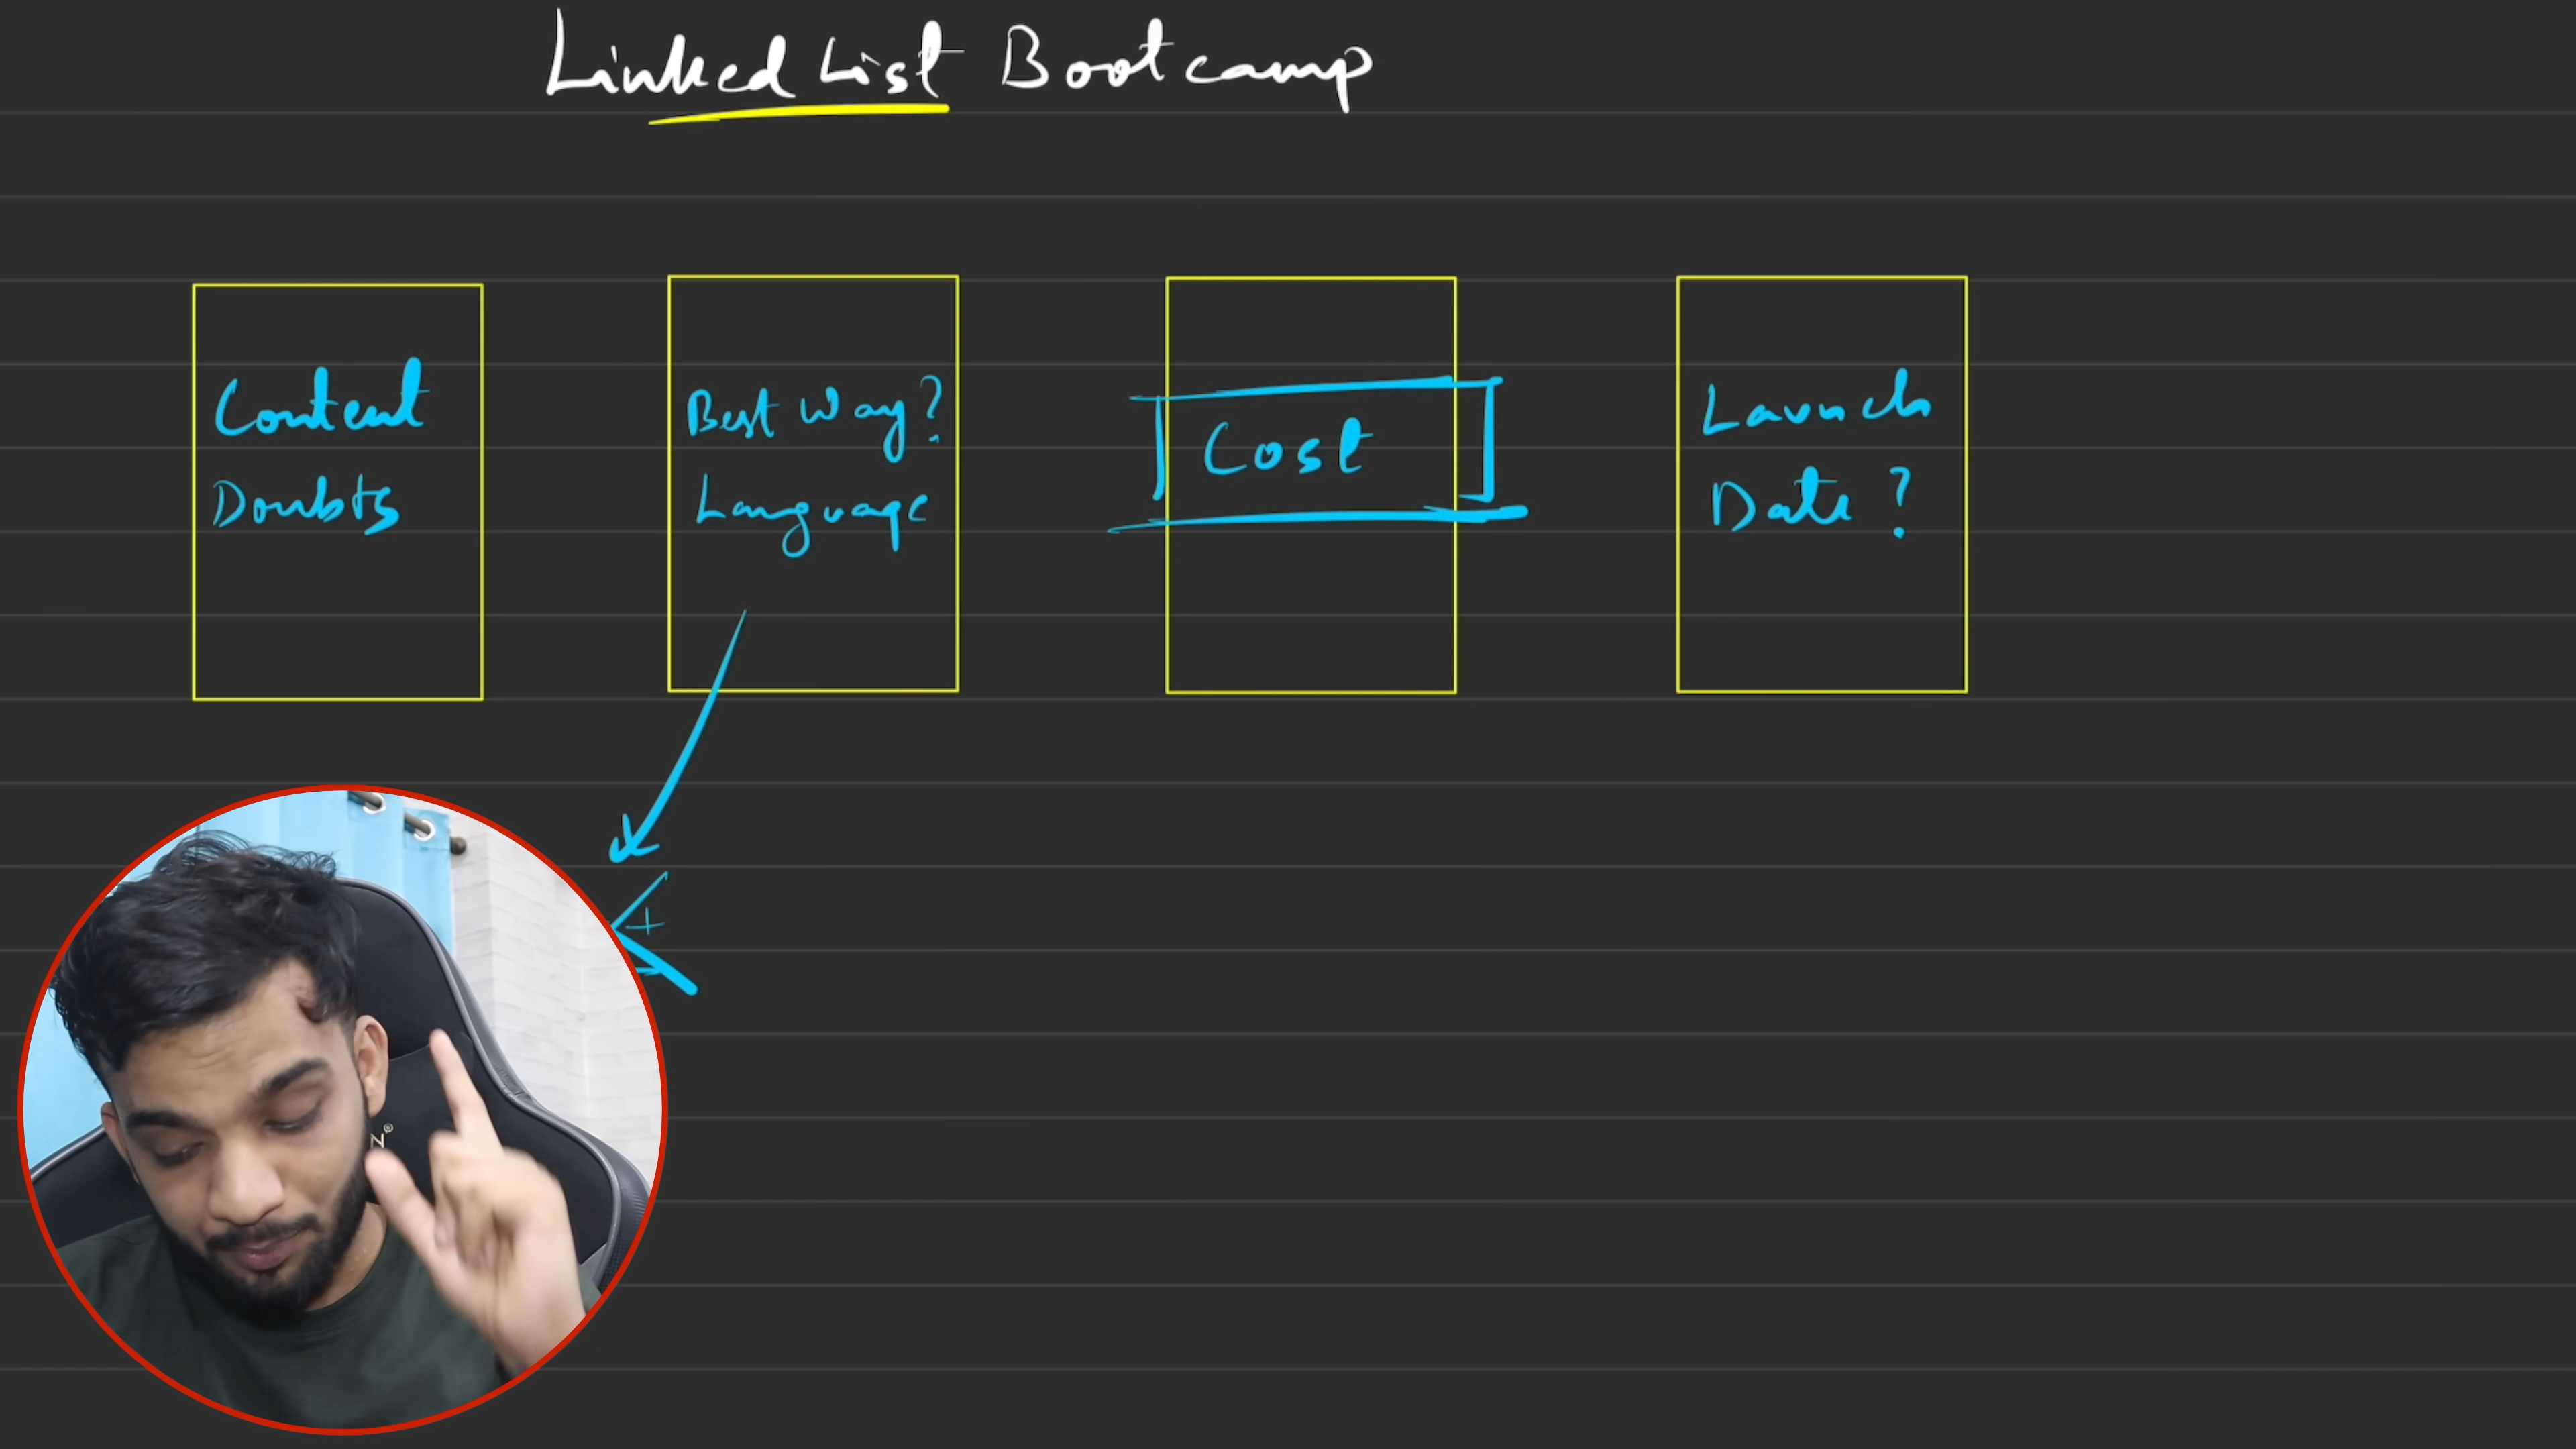 Linked List Bootcamp
Content
Doubts
Best Way?
Language
Cost
Launch
Date?
N®